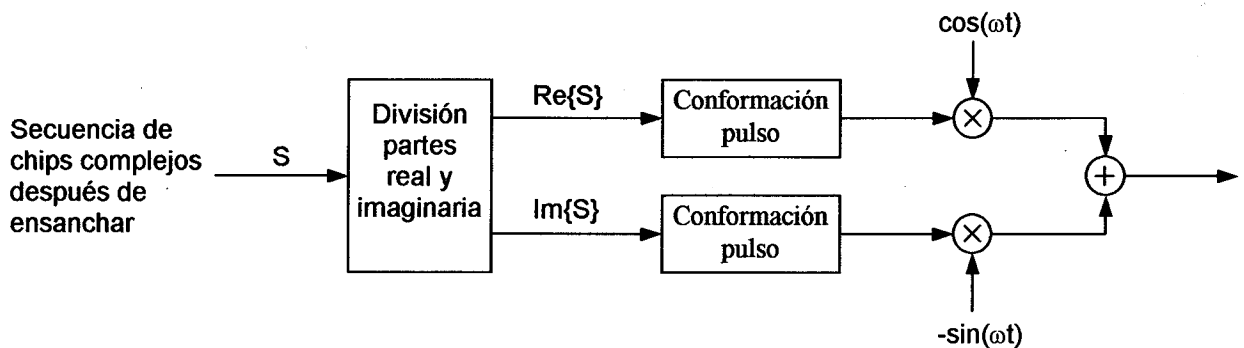 cos(ωt)
Secuencia de
chips complejos
después de
ensanchar
S
División
partes
real y
imaginaria
Re{S}
Conformación
pulso
×
+
Im{S}
Conformación
pulso
×
-sin(ωt)